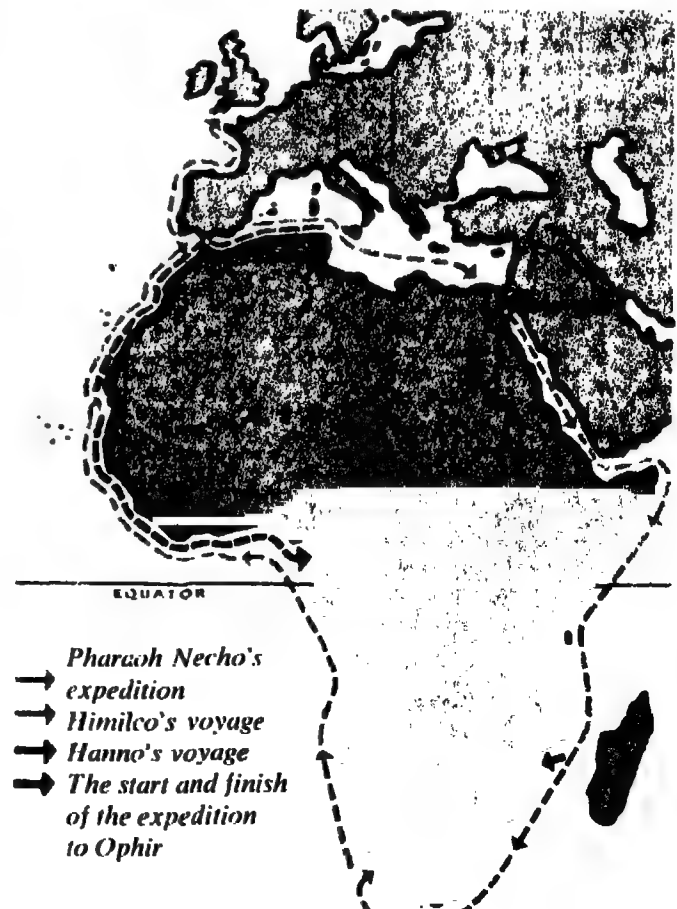 EQUATOR
Pharaoh Necho's
expedition
Himilco's voyage
Hanno's voyage
The start and finish
of the expedition
to Ophir